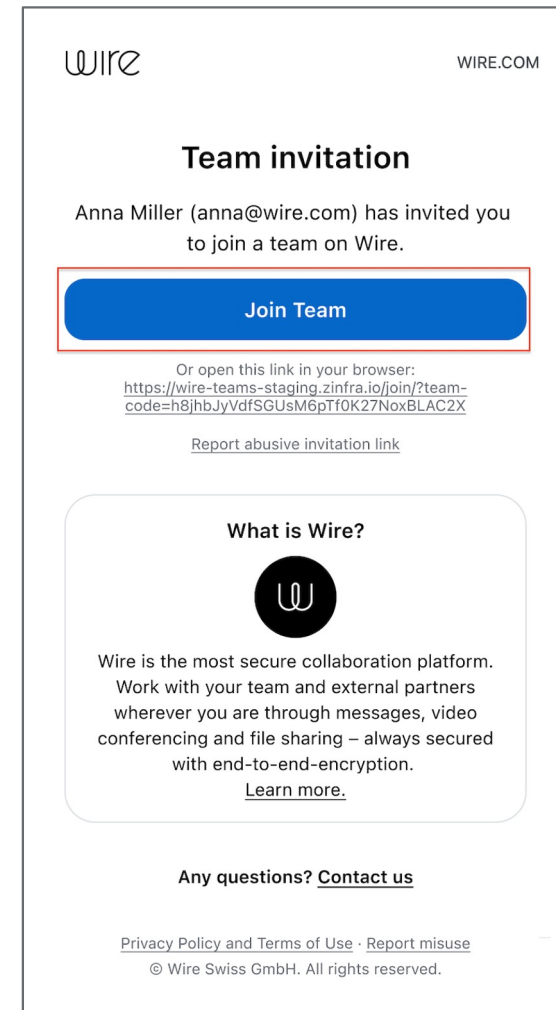 wire
WIRE.COM
Team invitation
Anna Miller (anna@wire.com) has invited you
to join a team on Wire.
Join Team
Or open this link in your browser:
https://wire-teams-staging.zinfra.io/join/?team-
code=h8jhbJyVdfSGUsM6pTf0K27NoxBLAC2X
Report abusive invitation link
What is Wire?
Wire is the most secure collaboration platform.
Work with your team and external partners
wherever you are through messages, video
conferencing and file sharing – always secured
with end-to-end-encryption.
Learn more.
Any questions? Contact us
Privacy Policy and Terms of Use · Report misuse
© Wire Swiss GmbH. All rights reserved.